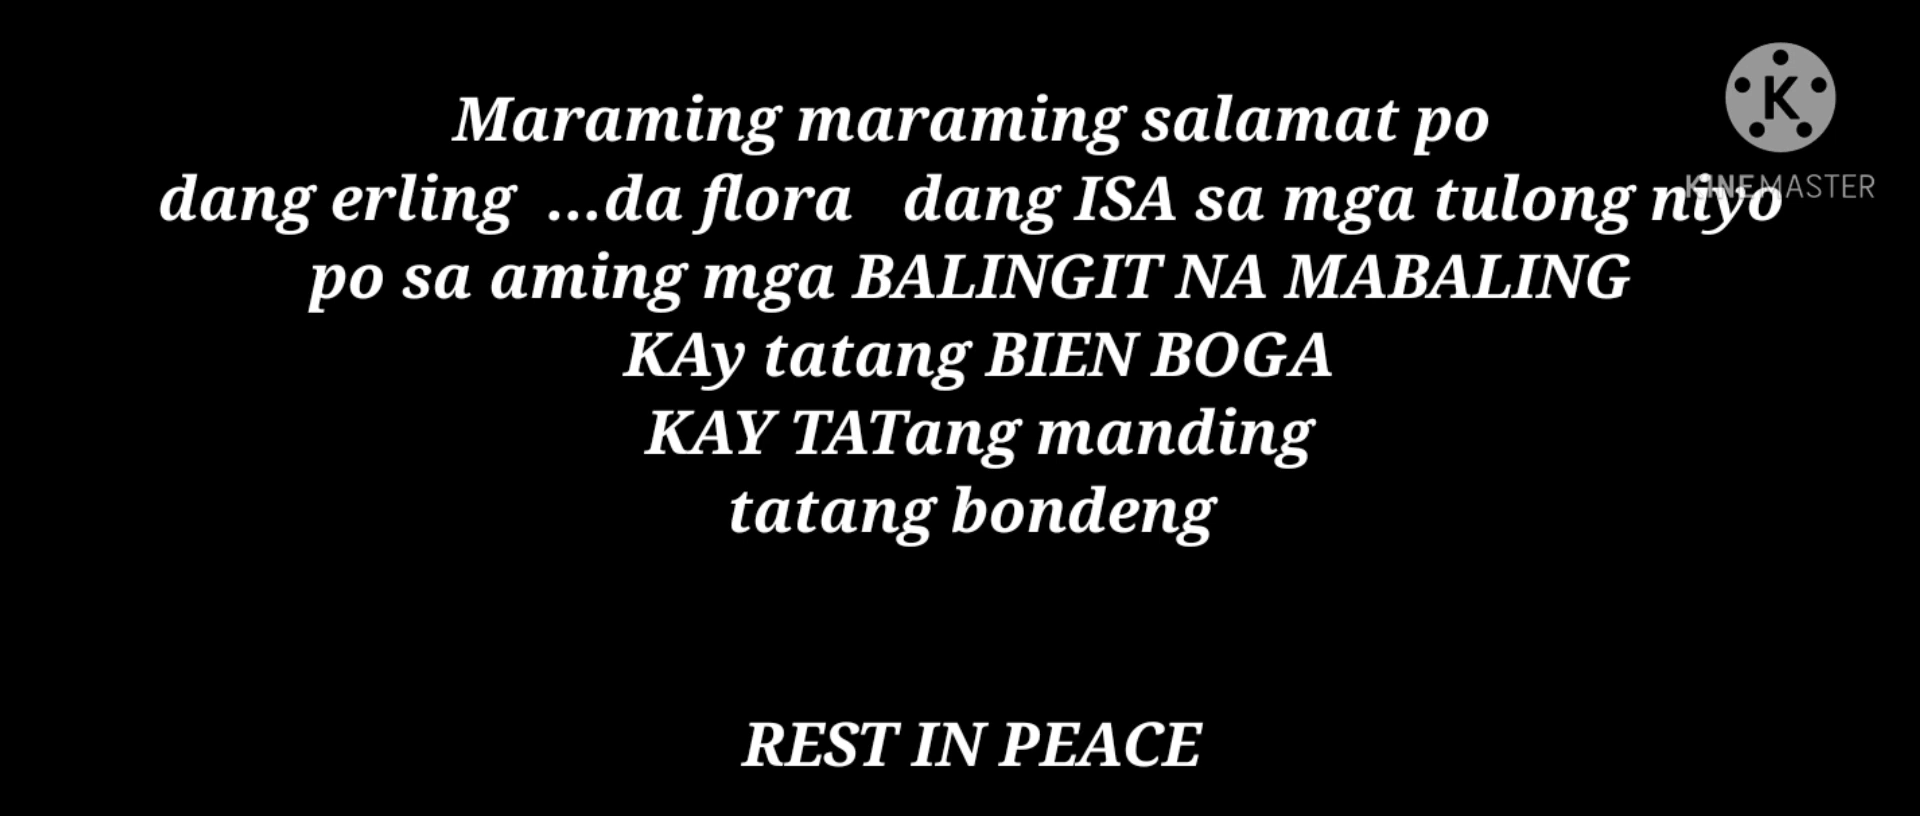 Maraming maraming salamat po
dang erling ...da flora dang ISA sa mga tulong niyo
po sa aming mga BALINGIT NA MABALING
KAy tatang BIEN BOGA
KAY TATang manding
tatang bondeng
REST IN PEACE
K
KINEMASTER